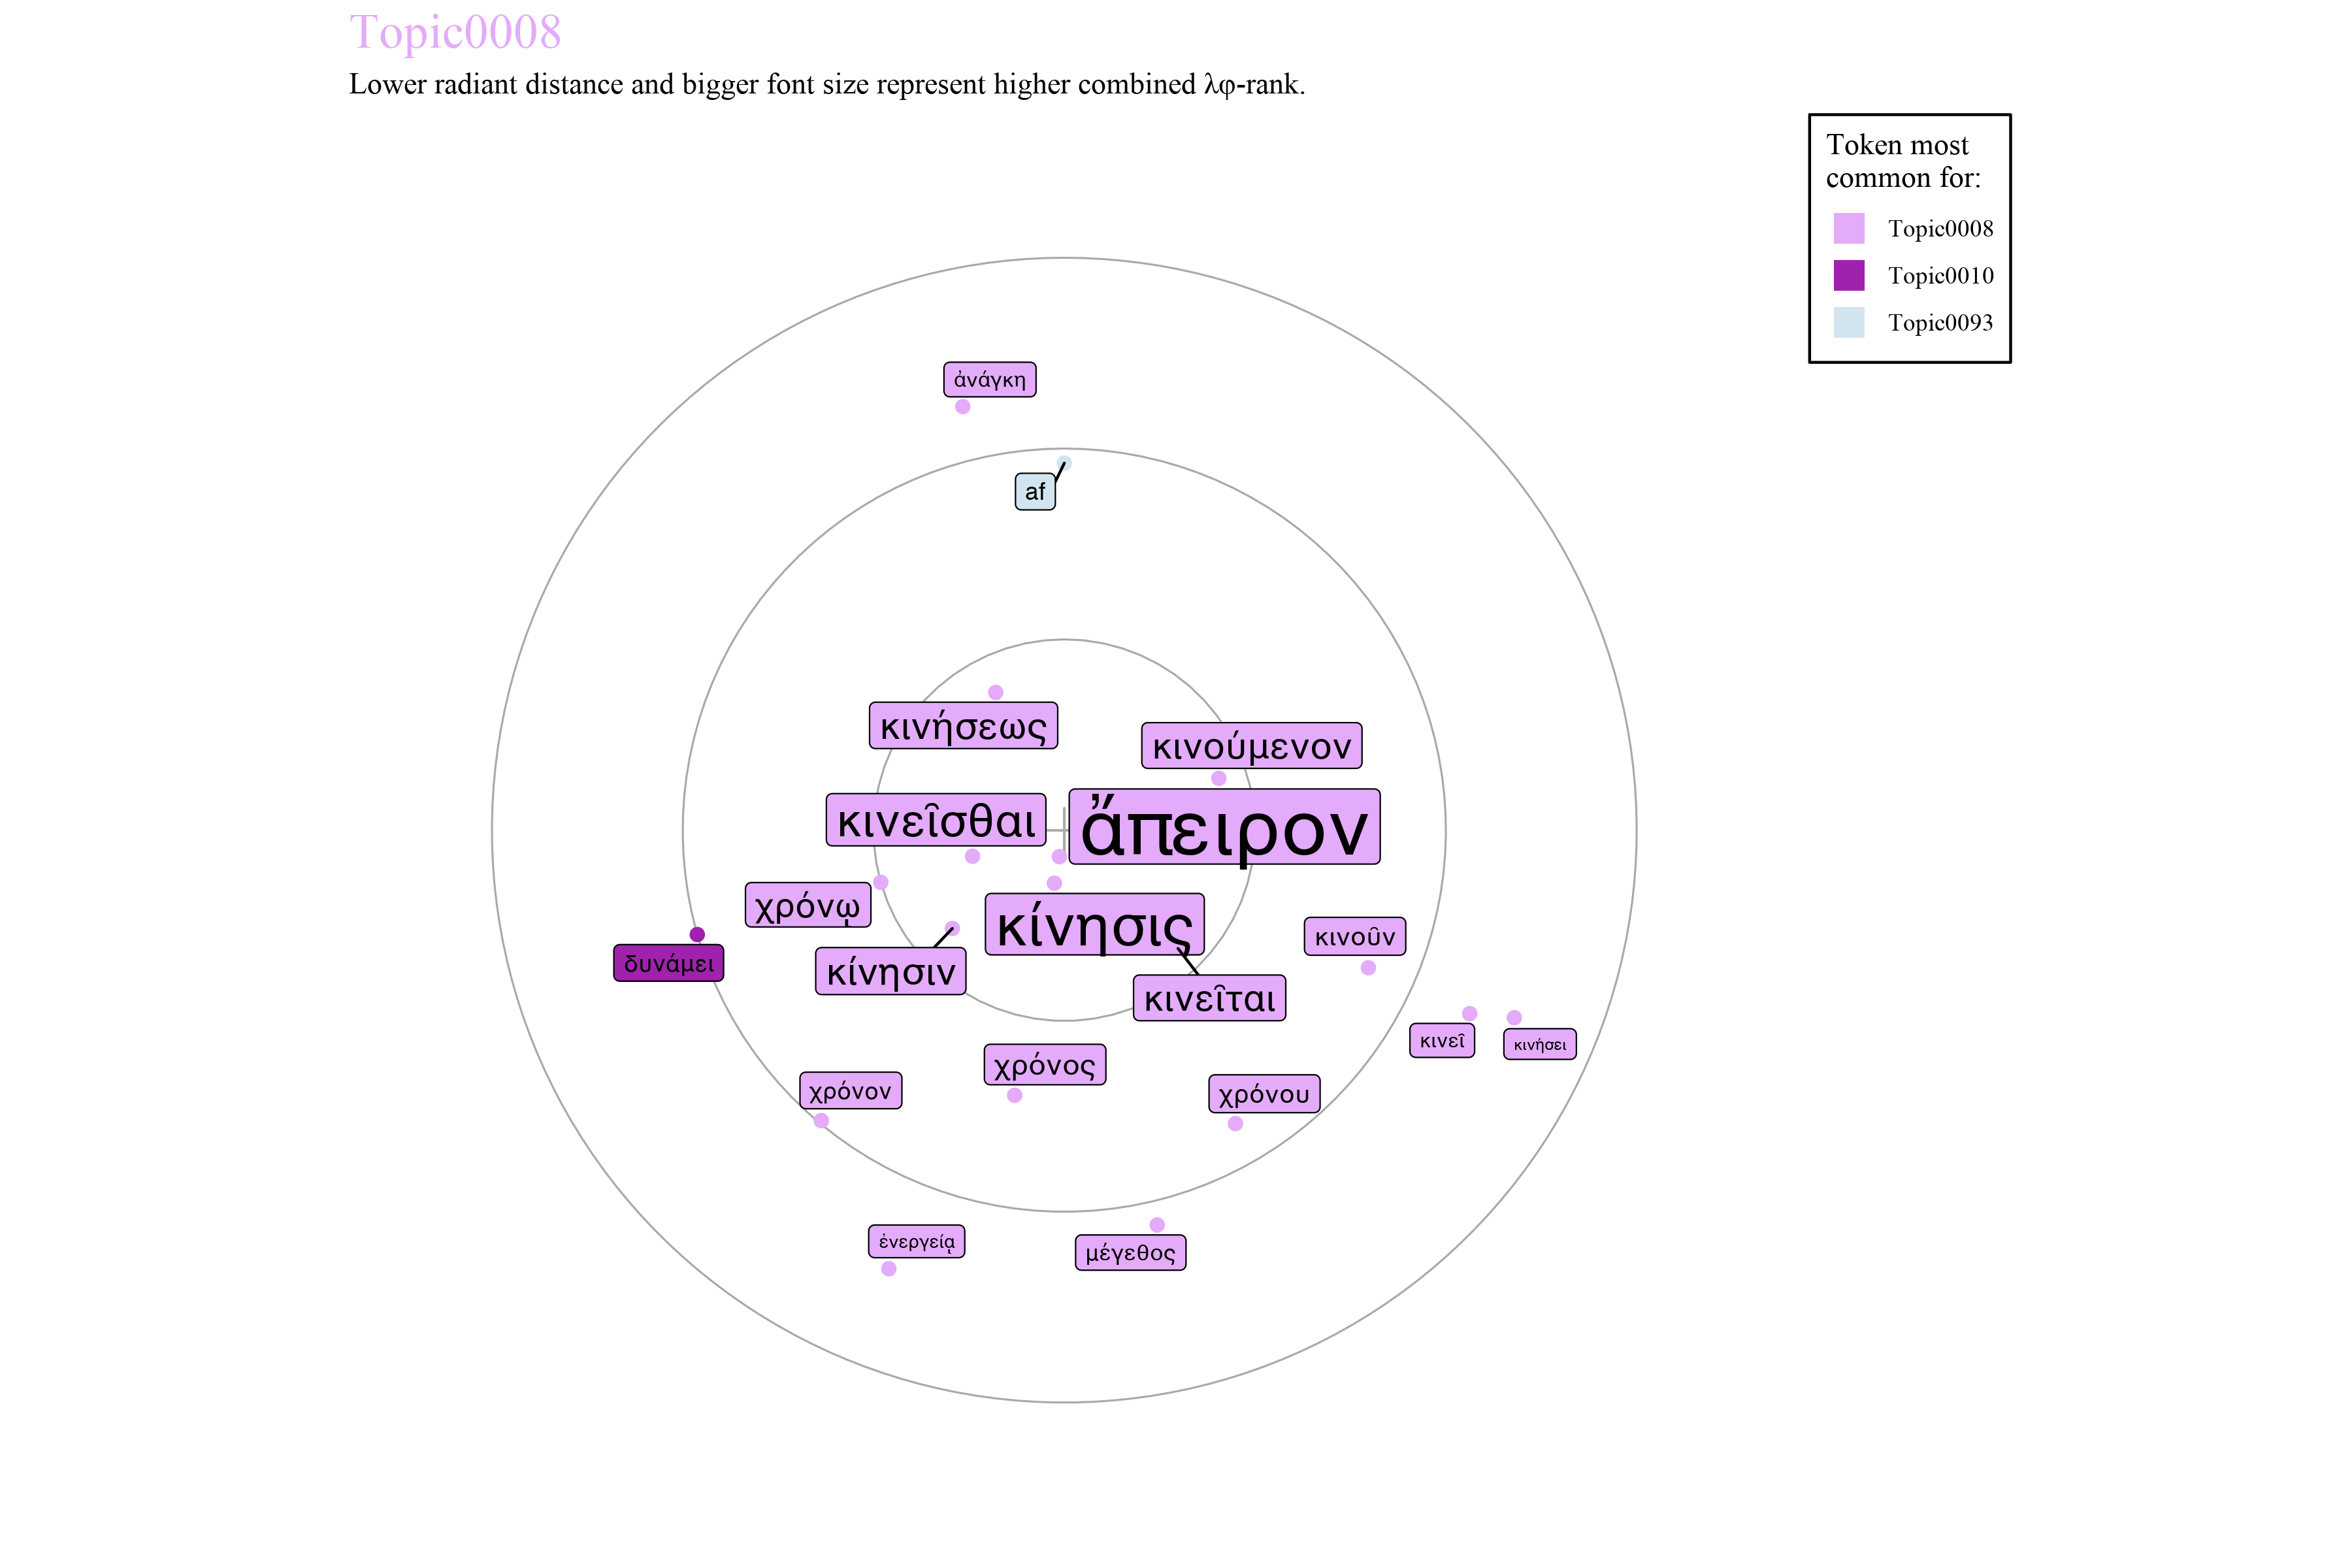 Topic0008
Lower radiant distance and bigger font size represent higher combined λφ-rank.
Token most
common for:
Topic0008
Topic0010
Topic0093
ἀνάγκη
af
κινήσεως
κινούμενον
κινεῖσθαι
ἄπειρον
χρόνῳ
κίνησις
κινοῦν
δυνάμει
κίνησιν
κινεῖται
κινεῖ
κινήσει
χρόνος
χρόνον
χρόνου
ἐνεργείᾳ
μέγεθος